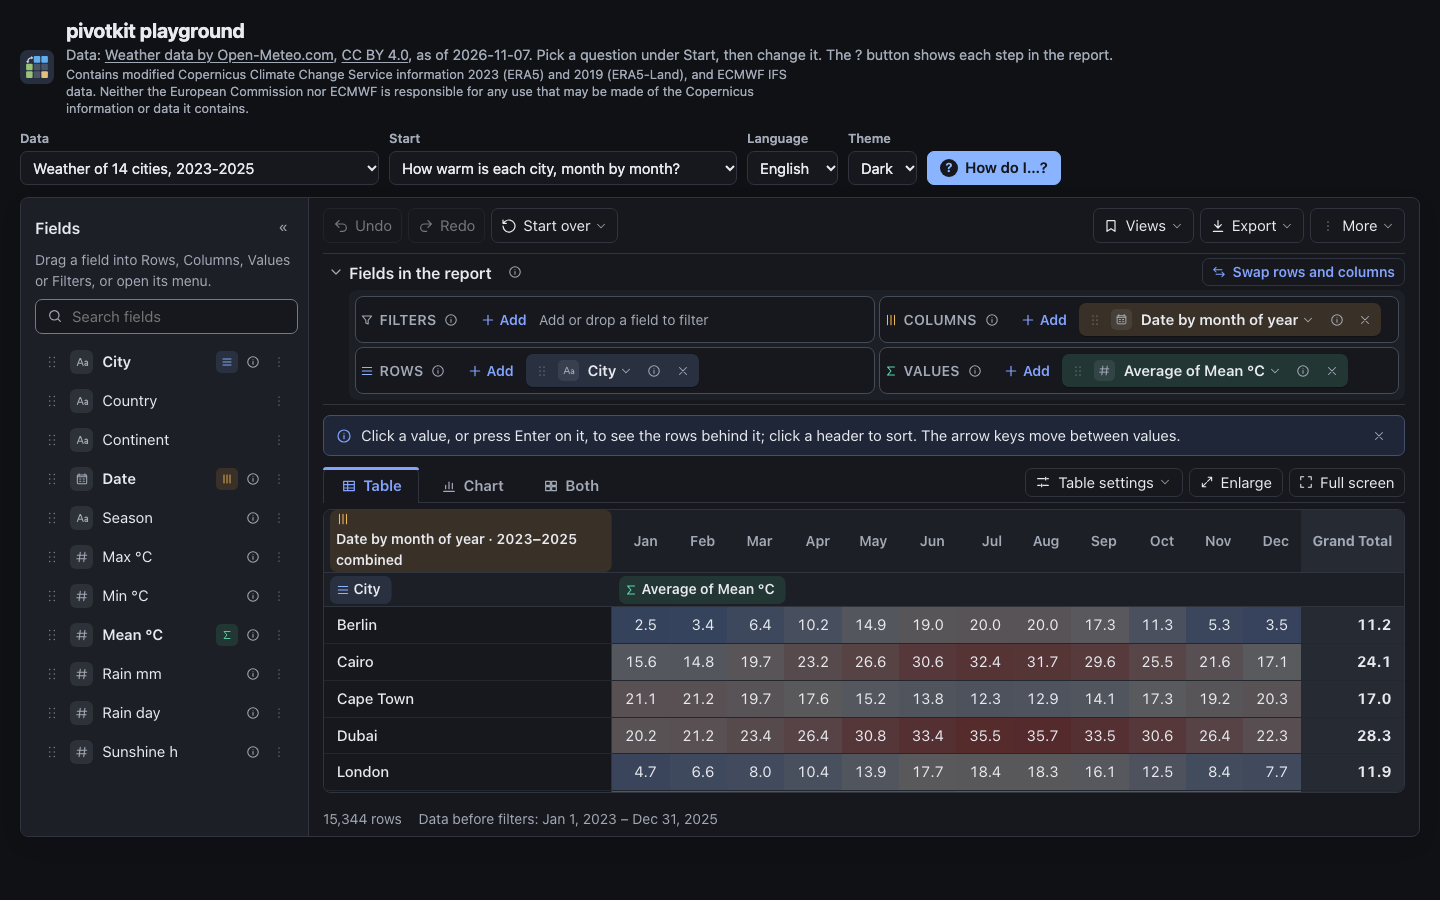 pivotkit playground
Data: Weather data by Open-Meteo.com, CC BY 4.0, as of 2026-11-07. Pick a question under Start, then change it. The ? button shows each step in the report.
Contains modified Copernicus Climate Change Service information 2023 (ERA5) and 2019 (ERA5-Land), and ECMWF IFS
data. Neither the European Commission nor ECMWF is responsible for any use that may be made of the Copernicus
information or data it contains.
Data Start Language Theme
Weather of 14 cities, 2023-2025 How warm is each city, month by month? English Dark ? How do I...?
Fields «
Drag a field into Rows, Columns, Values
or Filters, or open its menu.
Search fields
Aa City
Aa Country
Aa Continent
Date
Aa Season
# Max °C
# Min °C
# Mean °C Σ
# Rain mm
# Rain day
# Sunshine h
Undo Redo Start over Views Export More
Fields in the report Swap rows and columns
FILTERS + Add Add or drop a field to filter
COLUMNS + Add Date by month of year
ROWS + Add Aa City
Σ VALUES + Add # Average of Mean °C
Click a value, or press Enter on it, to see the rows behind it; click a header to sort. The arrow keys move between values.
Table Chart Both Table settings Enlarge Full screen
Date by month of year · 2023–2025
combined
Jan Feb Mar Apr May Jun Jul Aug Sep Oct Nov Dec Grand Total
City Σ Average of Mean °C
Berlin 2.5 3.4 6.4 10.2 14.9 19.0 20.0 20.0 17.3 11.3 5.3 3.5 11.2
Cairo 15.6 14.8 19.7 23.2 26.6 30.6 32.4 31.7 29.6 25.5 21.6 17.1 24.1
Cape Town 21.1 21.2 19.7 17.6 15.2 13.8 12.3 12.9 14.1 17.3 19.2 20.3 17.0
Dubai 20.2 21.2 23.4 26.4 30.8 33.4 35.5 35.7 33.5 30.6 26.4 22.3 28.3
London 4.7 6.6 8.0 10.4 13.9 17.7 18.4 18.3 16.1 12.5 8.4 7.7 11.9
15,344 rows Data before filters: Jan 1, 2023 – Dec 31, 2025